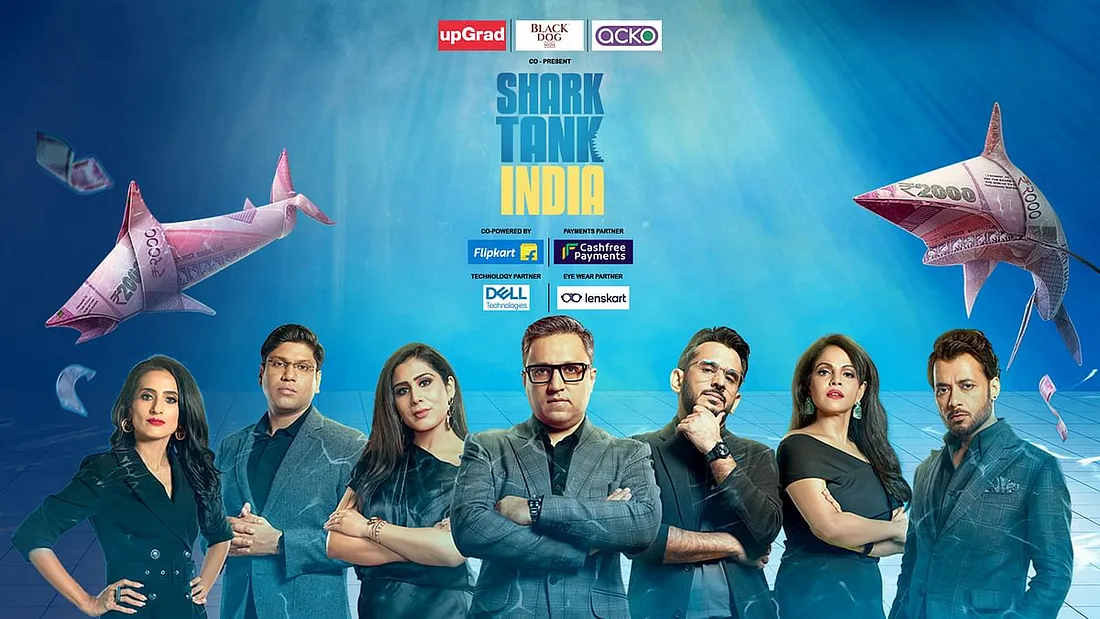 upGrad
BLACK
DOG
acko
CO - PRESENT
SHARK
TANK
INDIA
CO-POWERED BY
PAYMENTS PARTNER
Flipkart
Cashfree
Payments
TECHNOLOGY PARTNER
EYE WEAR PARTNER
DELL
Technologies
lenskart
₹2000
₹2000